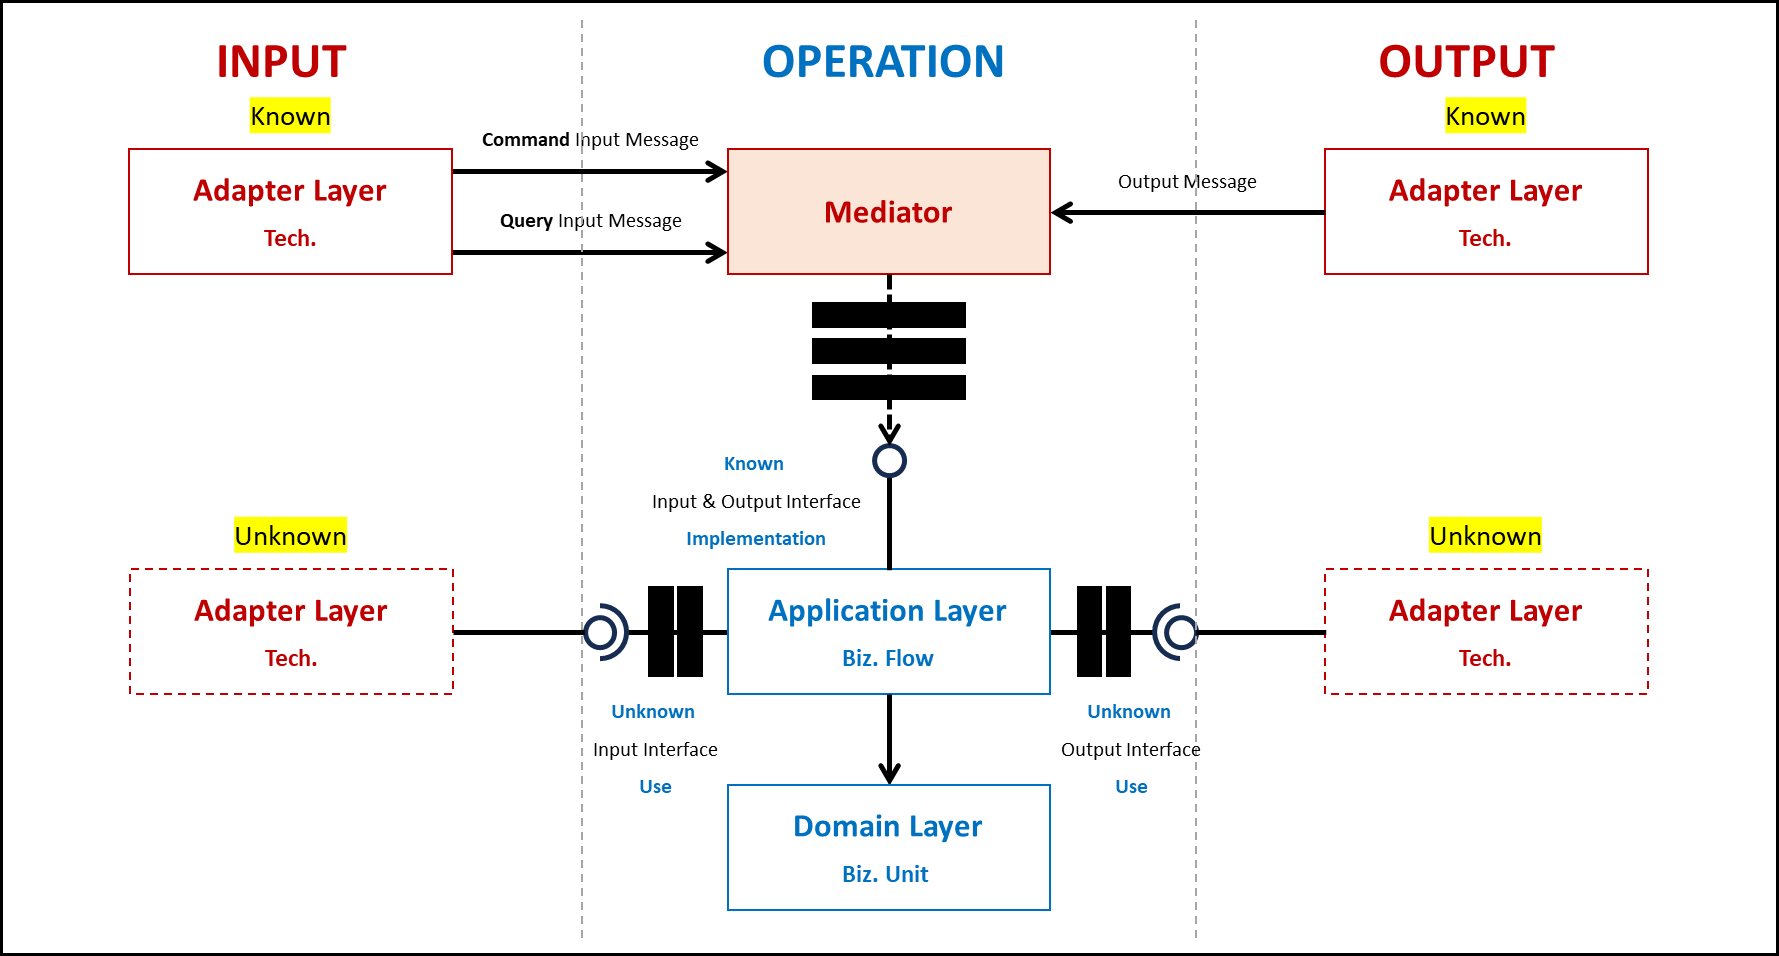 INPUT
OPERATION
OUTPUT
Known
Known
Command Input Message
Adapter Layer
Tech.
Query Input Message
Mediator
Output Message
Adapter Layer
Tech.
Known
Input & Output Interface
Implementation
Unknown
Unknown
Adapter Layer
Tech.
Application Layer
Biz. Flow
Adapter Layer
Tech.
Unknown
Input Interface
Use
Unknown
Output Interface
Use
Domain Layer
Biz. Unit